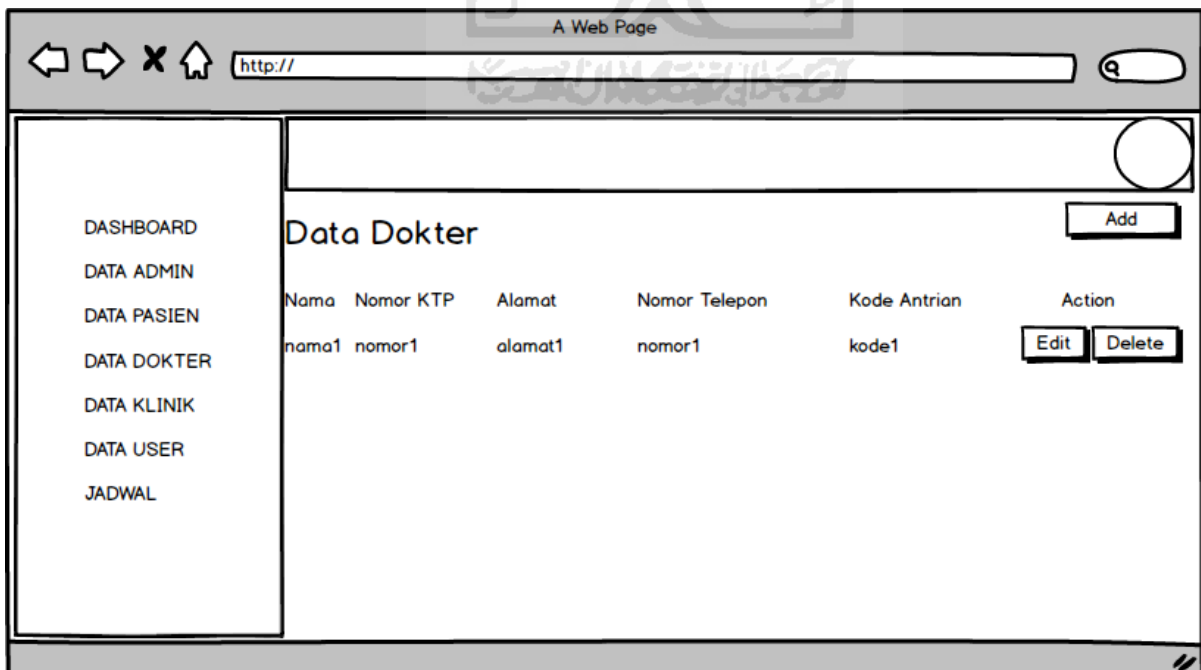 A Web Page
http://
DASHBOARD
DATA ADMIN
DATA PASIEN
DATA DOKTER
DATA KLINIK
DATA USER
JADWAL
Data Dokter
Add
Nama Nomor KTP Alamat Nomor Telepon Kode Antrian Action
nama1 nomor1 alamat1 nomor1 kode1 Edit Delete